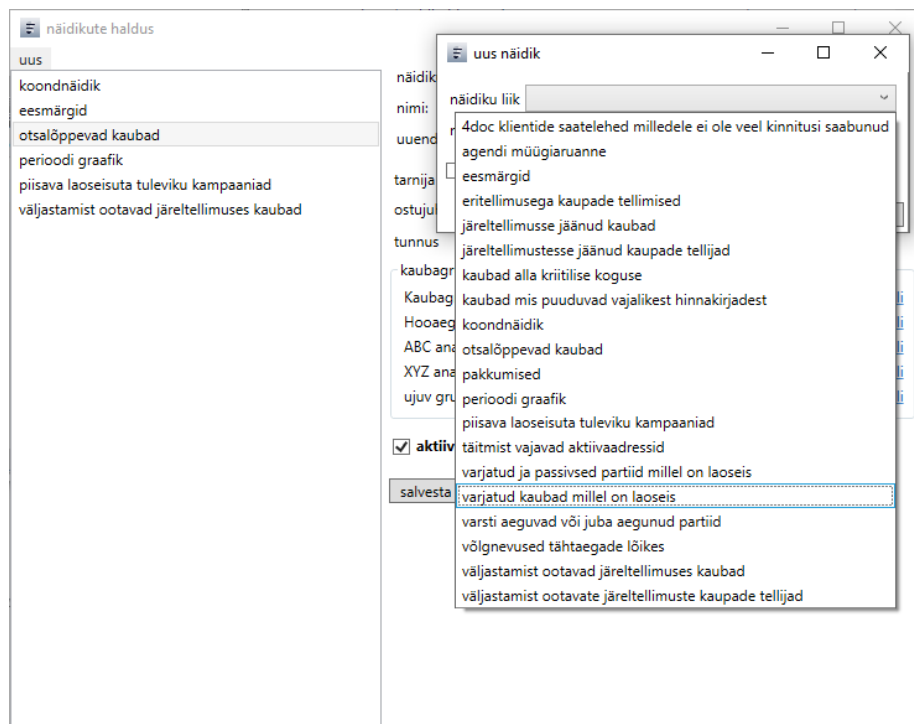 näidikute haldus
uus
koondnäidik
eesmärgid
otsalõppevad kaubad
perioodi graafik
piisava laoseisuta tuleviku kampaaniad
väljastamist ootavad järeltellimuses kaubad
näidik
nimi:
uuend
tarnija
ostujul
tunnus
kaubagr
Kaubag
Hooaeg
ABC ana
XYZ ana
ujuv gru
aktiiv
salvesta
uus näidik
näidiku liik
4doc klientide saatelehed milledele ei ole veel kinnitusi saabunud
agendi müügiaruanne
eesmärgid
eritellimusega kaupade tellimised
järeltellimusse jäänud kaubad
järeltellimustesse jäänud kaupade tellijad
kaubad alla kriitilise koguse
kaubad mis puuduvad vajalikest hinnakirjadest
koondnäidik
otsalõppevad kaubad
pakkumised
perioodi graafik
piisava laoseisuta tuleviku kampaaniad
täitmist vajavad aktiivaadressid
varjatud ja passivsed partiid millel on laoseis
varjatud kaubad millel on laoseis
varsti aeguvad või juba aegunud partiid
võlgnevused tähtaegade lõikes
väljastamist ootavad järeltellimuses kaubad
väljastamist ootavate järeltellimuste kaupade tellijad